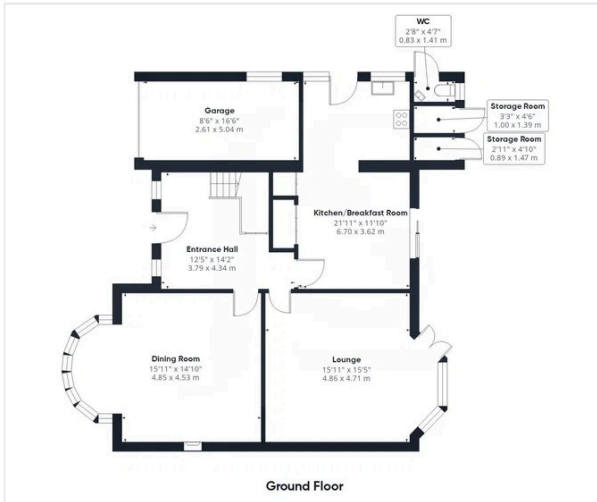 WC
2'8" x 4'7"
0.83 x 1.41 m
Garage
8'6" x 16'6"
2.61 x 5.04 m
Storage Room
3'3" x 4'6"
1.00 x 1.39 m
Storage Room
2'11" x 4'10"
0.89 x 1.47 m
Kitchen/Breakfast Room
21'11" x 11'10"
6.70 x 3.62 m
Entrance Hall
12'5" x 14'2"
3.79 x 4.34 m
Dining Room
15'11" x 14'10"
4.85 x 4.53 m
Lounge
15'11" x 15'5"
4.86 x 4.71 m
Ground Floor